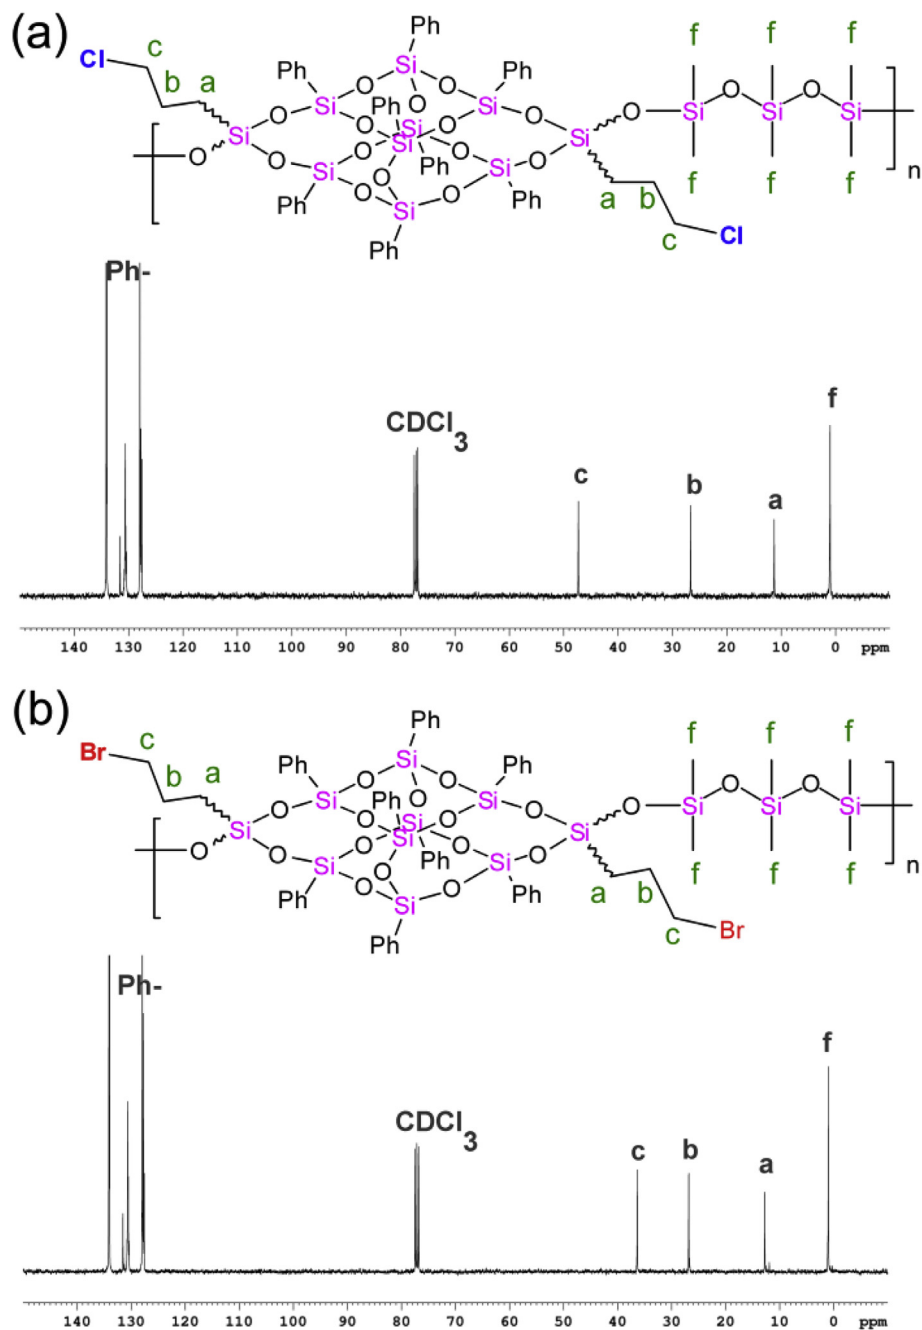 (a)
f f f
Ph
Cl c
b a
Ph Si Ph
O O O O
Si O Si
O Ph Si O O Si Si Si
Si O Si O
O Si O Si O
Ph Ph
O O O f f f
Si Si n
Ph O O Ph a b
Si c Cl
Ph
Ph-
CDCl3
f
c
b
a
140 130 120 110 100 90 80 70 60 50 40 30 20 10 0 ppm
(b)
f f f
Ph
Br c
b a
Ph Si Ph
O O O O
Si O Si
O Ph Si O O Si Si Si
Si O Si O
O Si O Si O
Ph Ph
O O O f f f
Si Si n
Ph O O Ph a b
Si c Br
Ph
Ph-
f
CDCl3
c b
a
140 130 120 110 100 90 80 70 60 50 40 30 20 10 0 ppm